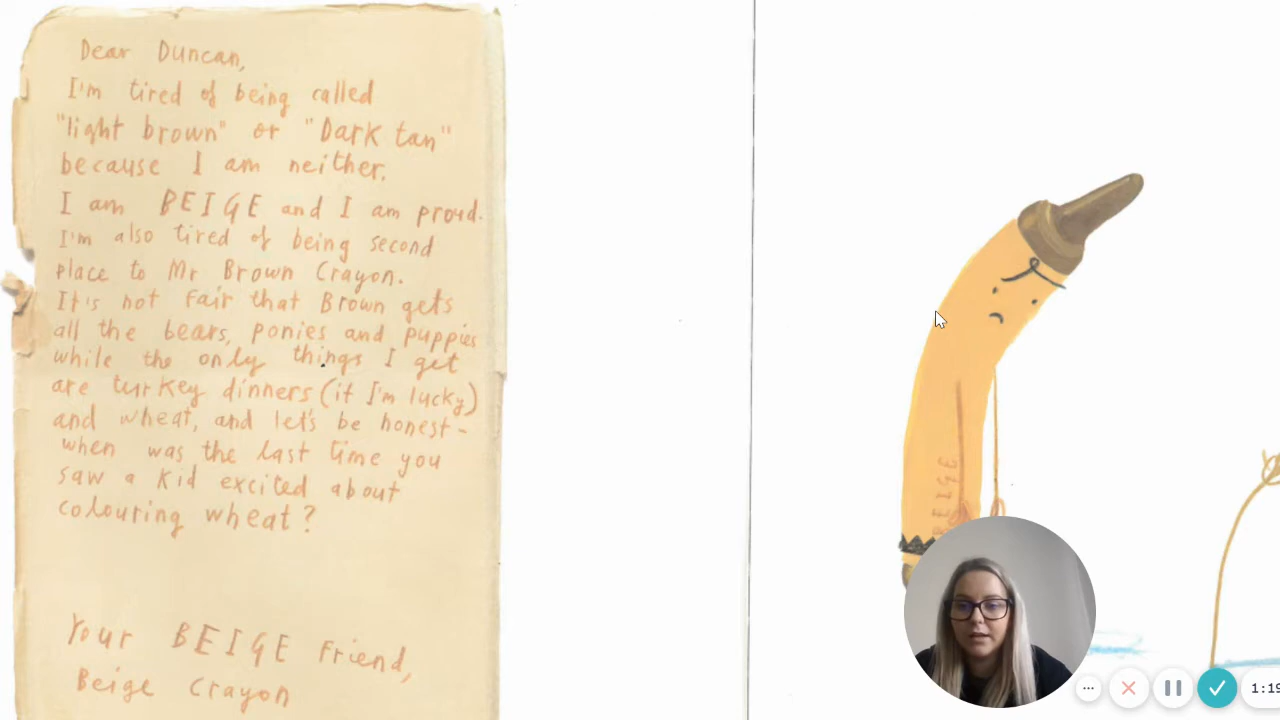 Dear Duncan,
I'm tired of being called
"light brown" or "Dark tan"
because I am neither.
I am BEIGE and I am proud.
I'm also tired of being second
place to Mr Brown Crayon.
It's not fair that Brown gets
all the bears, ponies and puppies
while the only things I get
are turkey dinners (if I'm lucky)
and wheat, and let's be honest-
when was the last time you
saw a kid excited about
colouring wheat?
Your BEIGE friend,
Beige Crayon
BEIGE
1:19